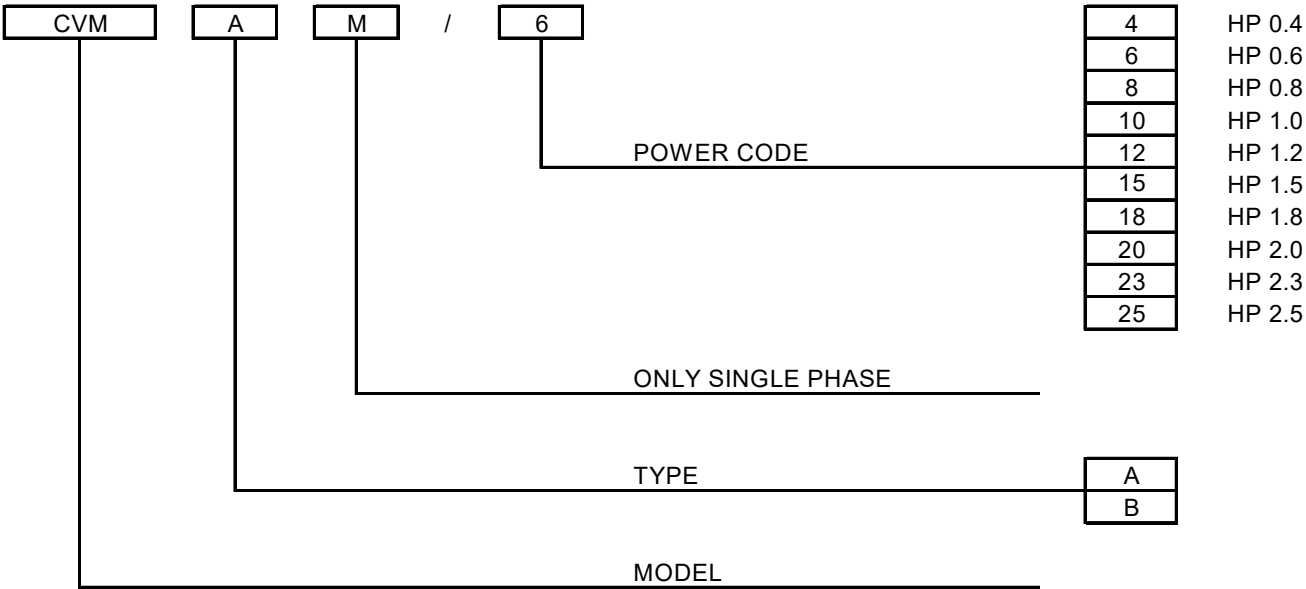 CVM A M / 6 4 HP 0.4
6 HP 0.6
8 HP 0.8
10 HP 1.0
POWER CODE 12 HP 1.2
15 HP 1.5
18 HP 1.8
20 HP 2.0
23 HP 2.3
25 HP 2.5
ONLY SINGLE PHASE
TYPE A
B
MODEL